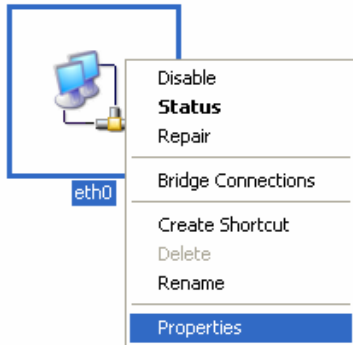 Disable
Status
Repair
Bridge Connections
eth0
Create Shortcut
Delete
Rename
Properties